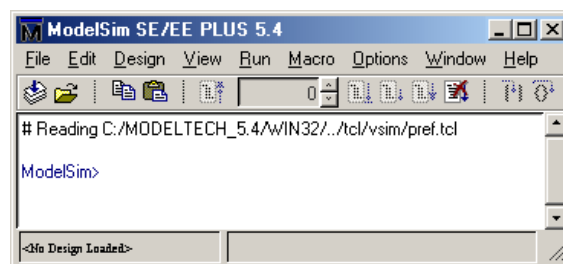 ModelSim SE/EE PLUS 5.4
File Edit Design View Run Macro Options Window Help
0
# Reading C:/MODELTECH_5.4/WIN32/../tcl/vsim/pref.tcl
ModelSim>
<No Design Loaded>